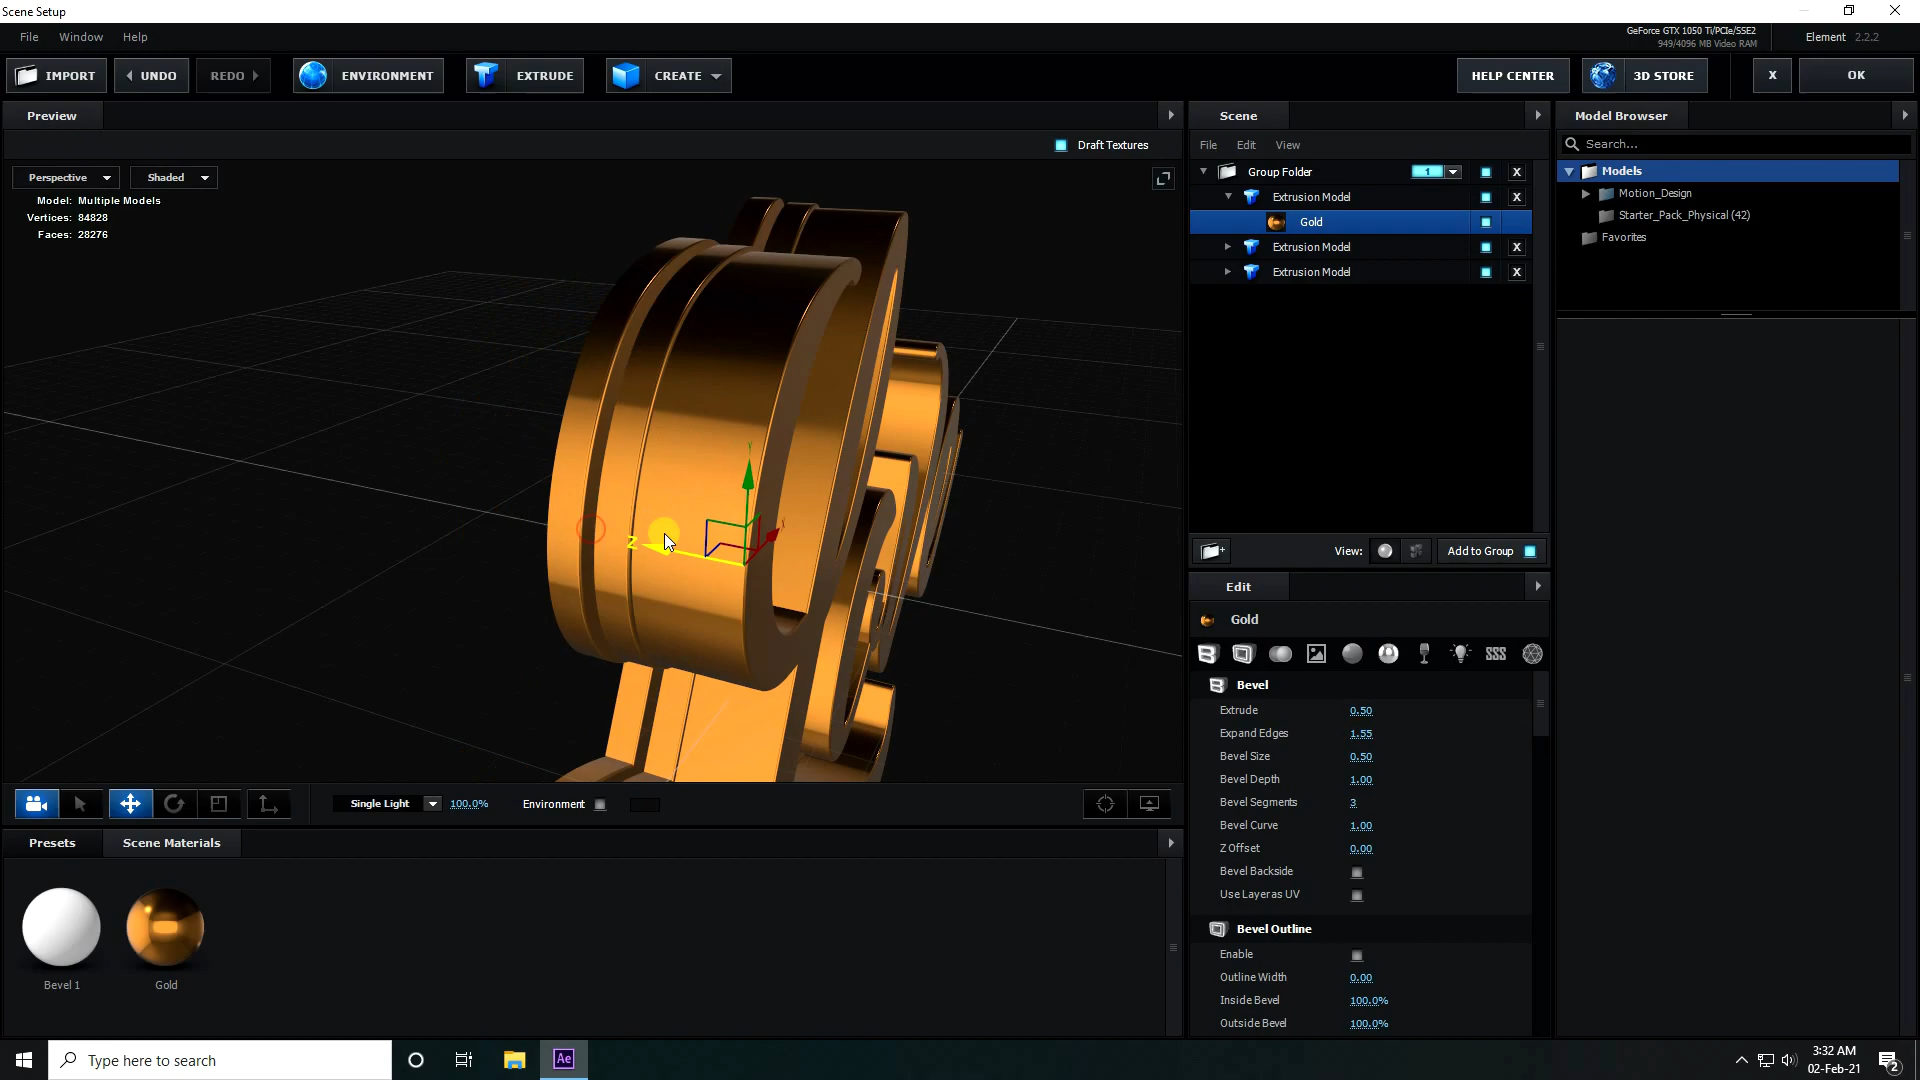 Scene Setup
File Window Help
GeForce GTX 1050 Ti/PCIe/SSE2
949/4096 MB Video RAM
Element 2.2.2
IMPORT UNDO REDO ENVIRONMENT EXTRUDE CREATE HELP CENTER 3D STORE X OK
Preview
Draft Textures
Perspective Shaded
Model: Multiple Models
Vertices: 84828
Faces: 28276
Y
X
Z
Single Light 100.0% Environment
Presets Scene Materials
Bevel 1 Gold
Scene
File Edit View
Group Folder 1 X
Extrusion Model X
Gold
Extrusion Model X
Extrusion Model X
View: Add to Group
Edit
Gold
Bevel
Extrude 0.50
Expand Edges 1.55
Bevel Size 0.50
Bevel Depth 1.00
Bevel Segments 3
Bevel Curve 1.00
Z Offset 0.00
Bevel Backside
Use Layer as UV
Bevel Outline
Enable
Outline Width 0.00
Inside Bevel 100.0%
Outside Bevel 100.0%
Model Browser
Search...
Models
Motion_Design
Starter_Pack_Physical (42)
Favorites
Type here to search
Ae
3:32 AM
02-Feb-21
2